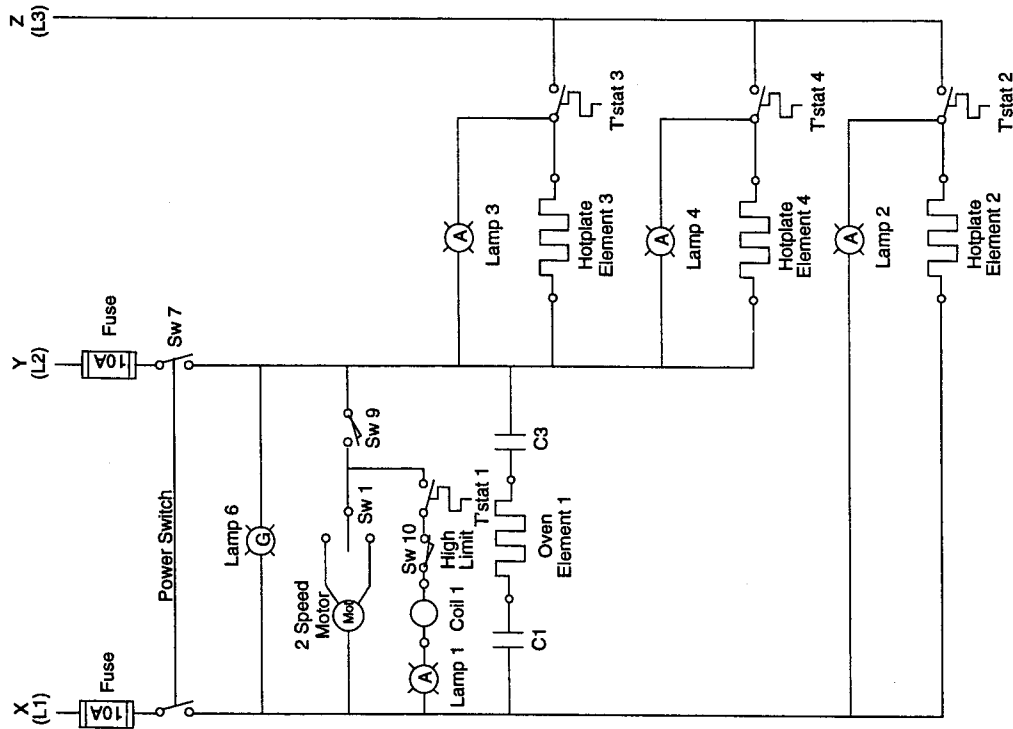 X
(L1)
Y
(L2)
Z
(L3)
10A
Fuse
10A
Fuse
Power Switch
Sw 7
Lamp 6
G
2 Speed
Motor
Mot
Sw 1
Sw 9
Lamp 1
A
Coil 1
Sw 10
High
Limit
T'stat 1
C1
Oven
Element 1
C3
A
Lamp 3
Hotplate
Element 3
T'stat 3
A
Lamp 4
Hotplate
Element 4
T'stat 4
A
Lamp 2
Hotplate
Element 2
T'stat 2